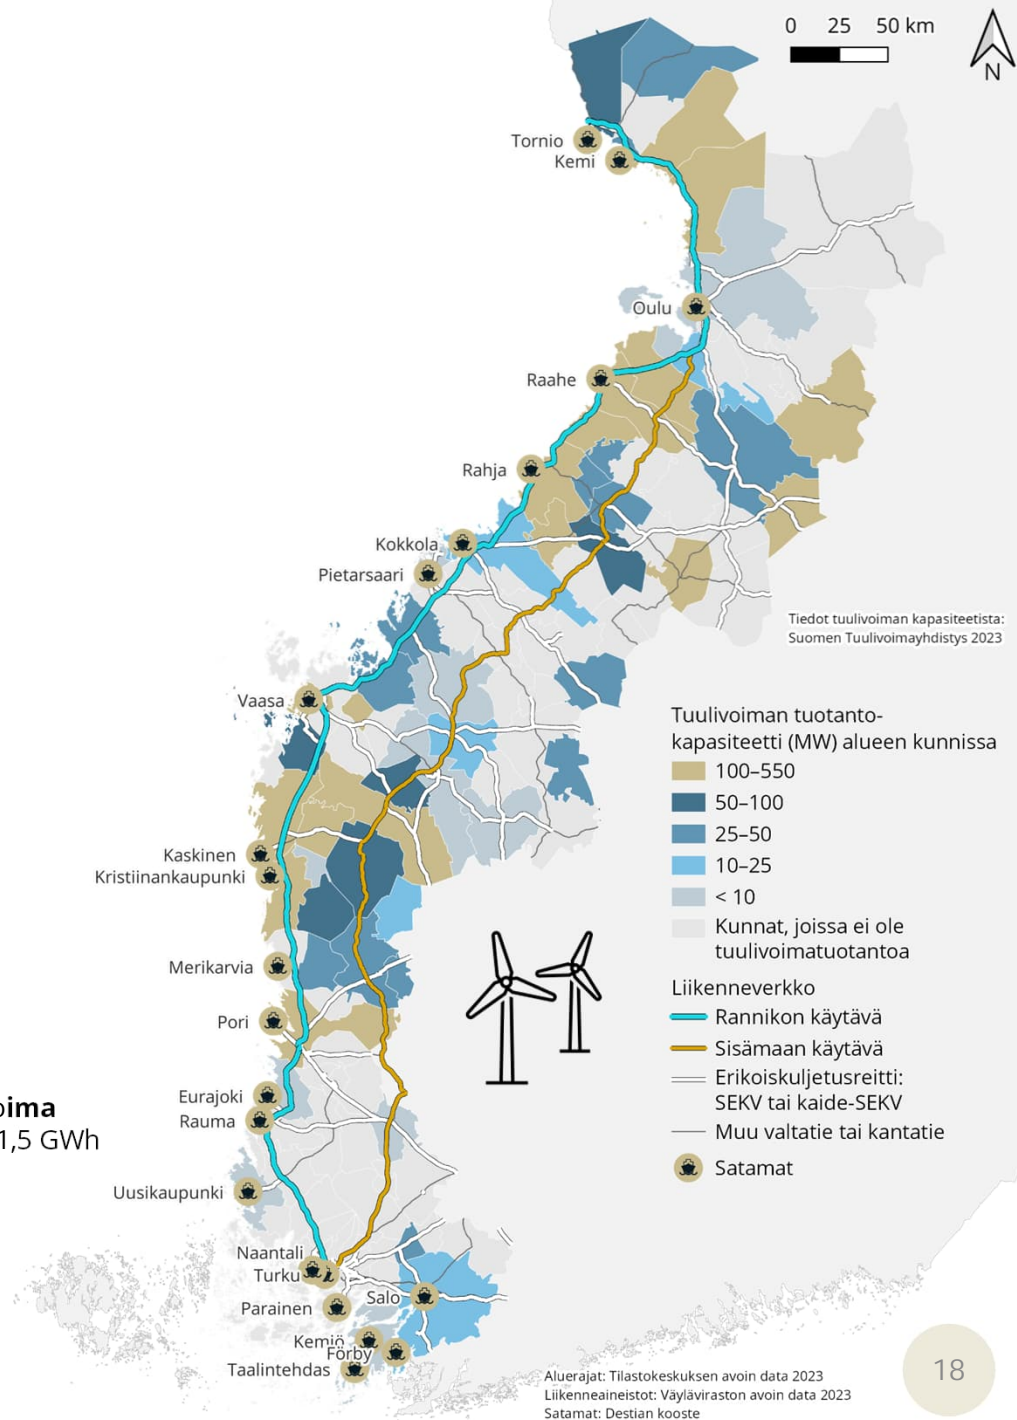 0 25 50 km
N
Tornio
Kemi
Oulu
Raahe
Rahja
Kokkola
Pietarsaari
Tiedot tuulivoiman kapasiteetista:
Suomen Tuulivoimayhdistys 2023
Vaasa
Tuulivoiman tuotanto-
kapasiteetti (MW) alueen kunnissa
100–550
50–100
25–50
10–25
< 10
Kunnat, joissa ei ole
tuulivoimatuotantoa
Liikenneverkko
Rannikon käytävä
Sisämaan käytävä
Erikoiskuljetusreitti:
SEKV tai kaide-SEKV
Muu valtatie tai kantatie
Satamat
Kaskinen
Kristiinankaupunki
Merikarvia
Pori
Eurajoki
Rauma
oima
1,5 GWh
Uusikaupunki
Naantali
Turku
Parainen
Salo
Kemiö
Förby
Taalintehdas
Aluerajat: Tilastokeskuksen avoin data 2023
Liikenneaineistot: Väyläviraston avoin data 2023
Satamat: Destian kooste
18